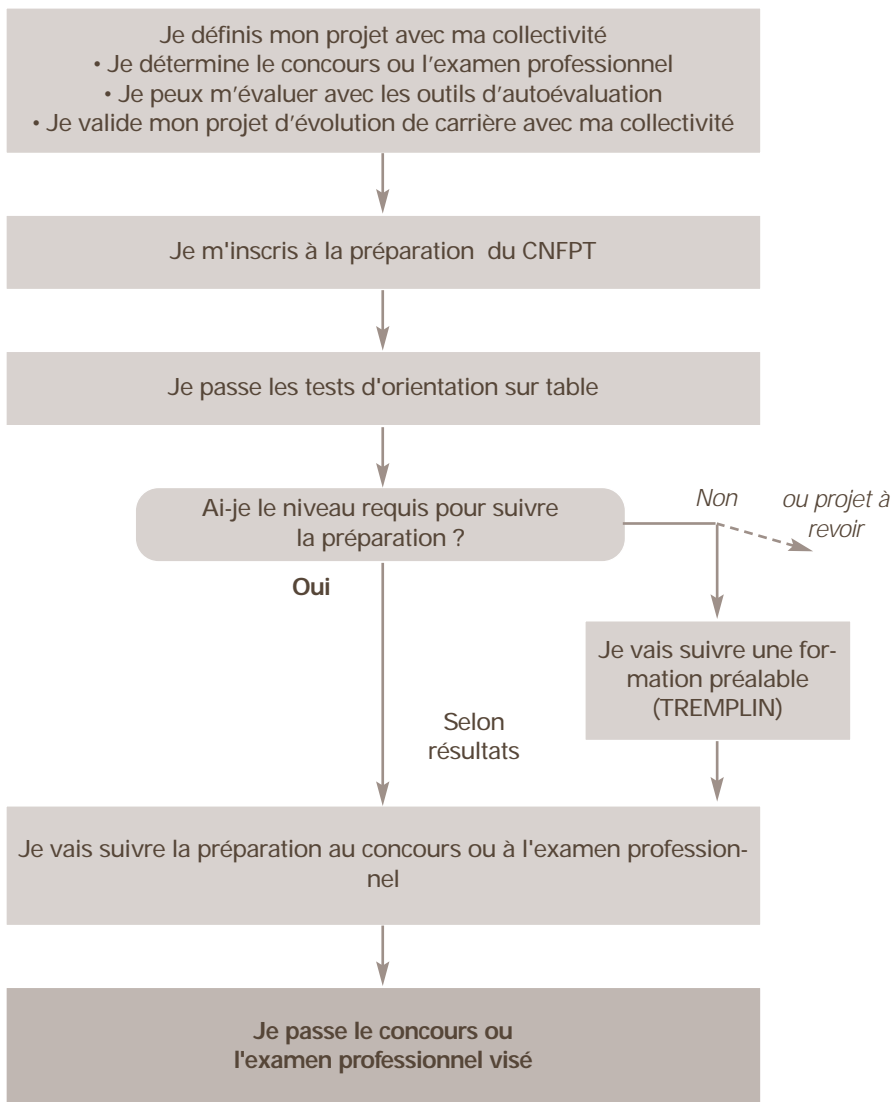 Je définis mon projet avec ma collectivité
• Je détermine le concours ou l'examen professionnel
• Je peux m'évaluer avec les outils d'autoévaluation
• Je valide mon projet d'évolution de carrière avec ma collectivité
Je m'inscris à la préparation du CNFPT
Je passe les tests d'orientation sur table
Ai-je le niveau requis pour suivre
la préparation ?
Non
ou projet à
revoir
Oui
Je vais suivre une for-
mation préalable
(TREMPLIN)
Selon
résultats
Je vais suivre la préparation au concours ou à l'examen profession-
nel
Je passe le concours ou
l'examen professionnel visé